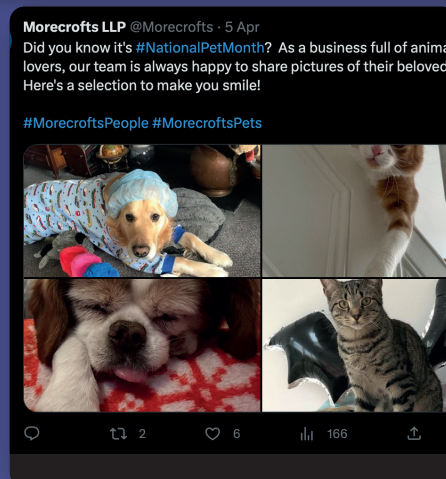 Morecrofts LLP @Morecrofts · 5 Apr
Did you know it's #NationalPetMonth? As a business full of anima
lovers, our team is always happy to share pictures of their beloved
Here's a selection to make you smile!
#MorecroftsPeople #MorecroftsPets
2 6 166